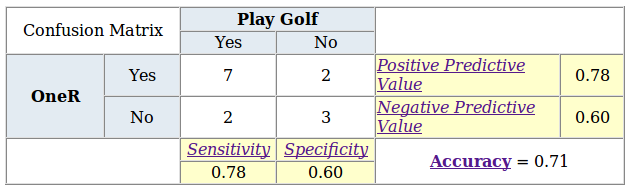 Confusion Matrix
Play Golf
Yes No
OneR
Yes 7 2 Positive Predictive
Value 0.78
No 2 3 Negative Predictive
Value 0.60
Sensitivity Specificity
0.78 0.60
Accuracy = 0.71